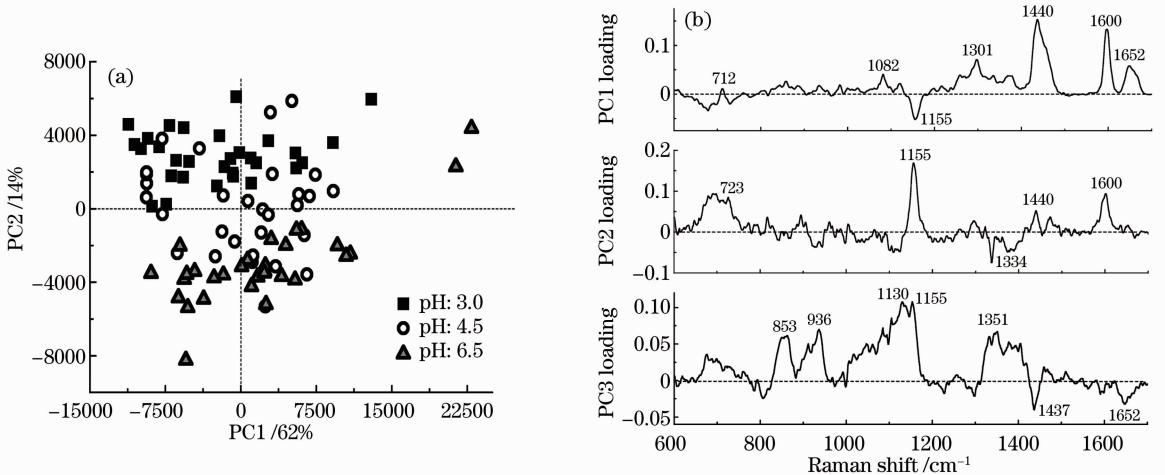 (a)
PC2 /14%
8000
4000
0
−4000
−8000
pH: 3.0
pH: 4.5
pH: 6.5
−15000 −7500 0 7500 15000 22500
PC1 /62%
(b)
PC1 loading
0.1
0
712
1082
1155
1301
1440
1600
1652
PC2 loading
0.2
0.1
0
−0.1
723
1155
1334
1440
1600
PC3 loading
0.10
0.05
0
−0.05
853
936
1130
1155
1351
1437
1652
600 800 1000 1200 1400 1600
Raman shift /cm⁻¹